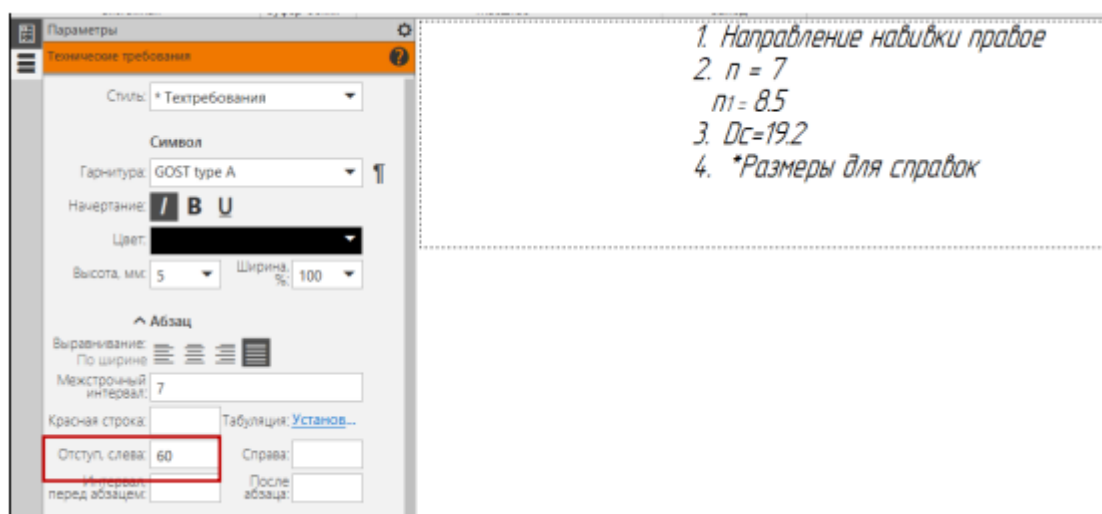 Параметры
Технические требования
Стиль: * Техтребования
Символ
Гарнитура: GOST type A
Начертание: I B U
Цвет:
Высота, мм: 5 Ширина, %: 100
Абзац
Выравнивание:
По ширине
Межстрочный интервал: 7
Красная строка: Табуляция: Установ...
Отступ, слева: 60 Справа:
Интервал перед абзацем: После абзаца:
1. Направление навивки правое
2. n = 7
n1 = 8.5
3. Dc=19.2
4. *Размеры для справок